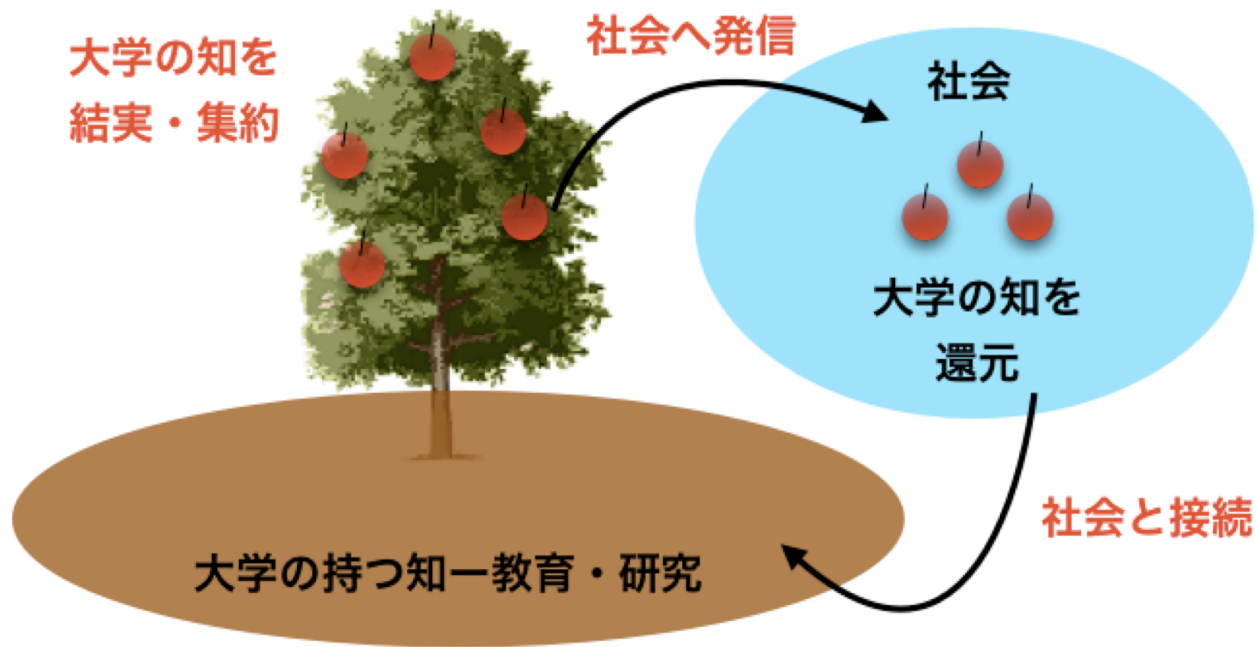 大学の知を
結実・集約
社会へ発信
社会
大学の知を
還元
社会と接続
大学の持つ知ー教育・研究